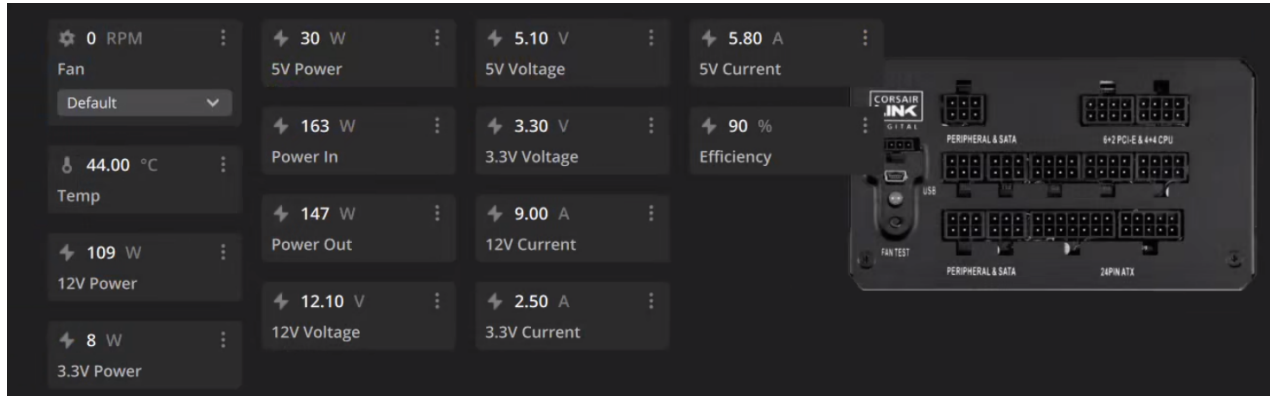 0 RPM
Fan
Default
44.00 °C
Temp
109 W
12V Power
8 W
3.3V Power
30 W
5V Power
163 W
Power In
147 W
Power Out
12.10 V
12V Voltage
5.10 V
5V Voltage
3.30 V
3.3V Voltage
9.00 A
12V Current
2.50 A
3.3V Current
5.80 A
5V Current
90 %
Efficiency
CORSAIR
LINK
GITAL
PERIPHERAL & SATA
6+2 PCI-E & 4+4 CPU
USB
FAN TEST
PERIPHERAL & SATA
24PIN ATX